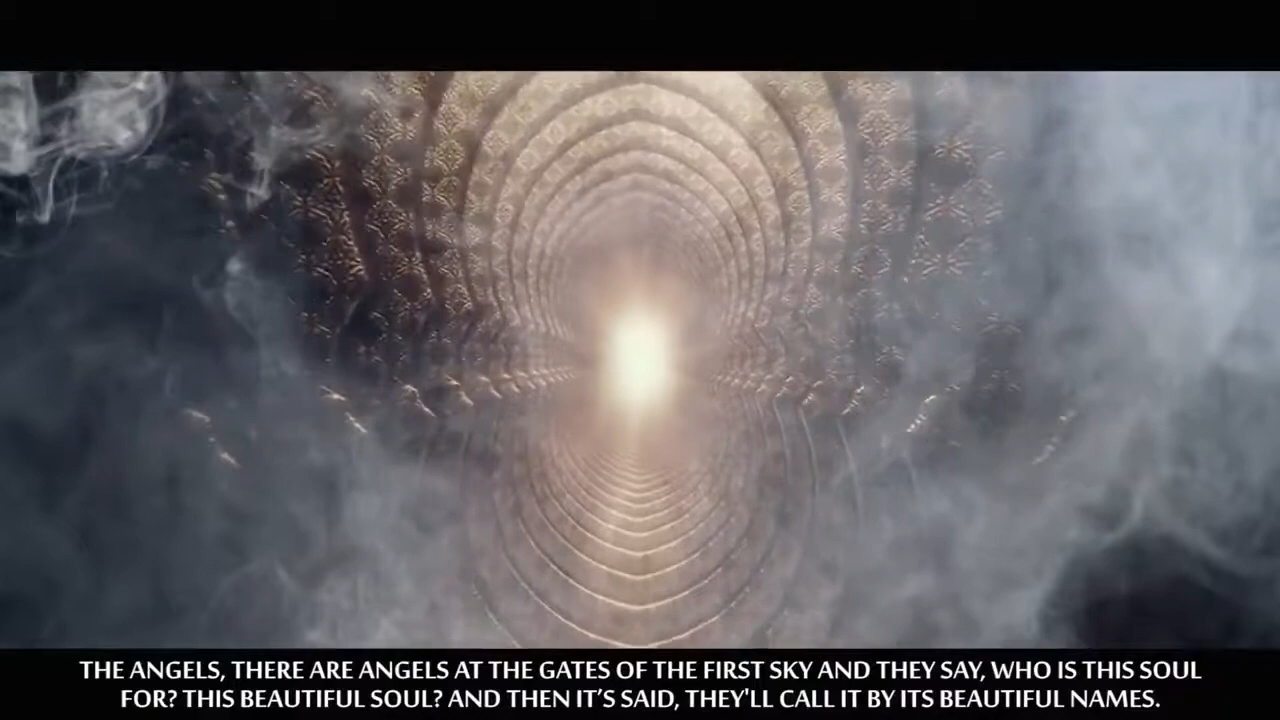 THE ANGELS, THERE ARE ANGELS AT THE GATES OF THE FIRST SKY AND THEY SAY, WHO IS THIS SOUL
FOR? THIS BEAUTIFUL SOUL? AND THEN IT’S SAID, THEY'LL CALL IT BY ITS BEAUTIFUL NAMES.